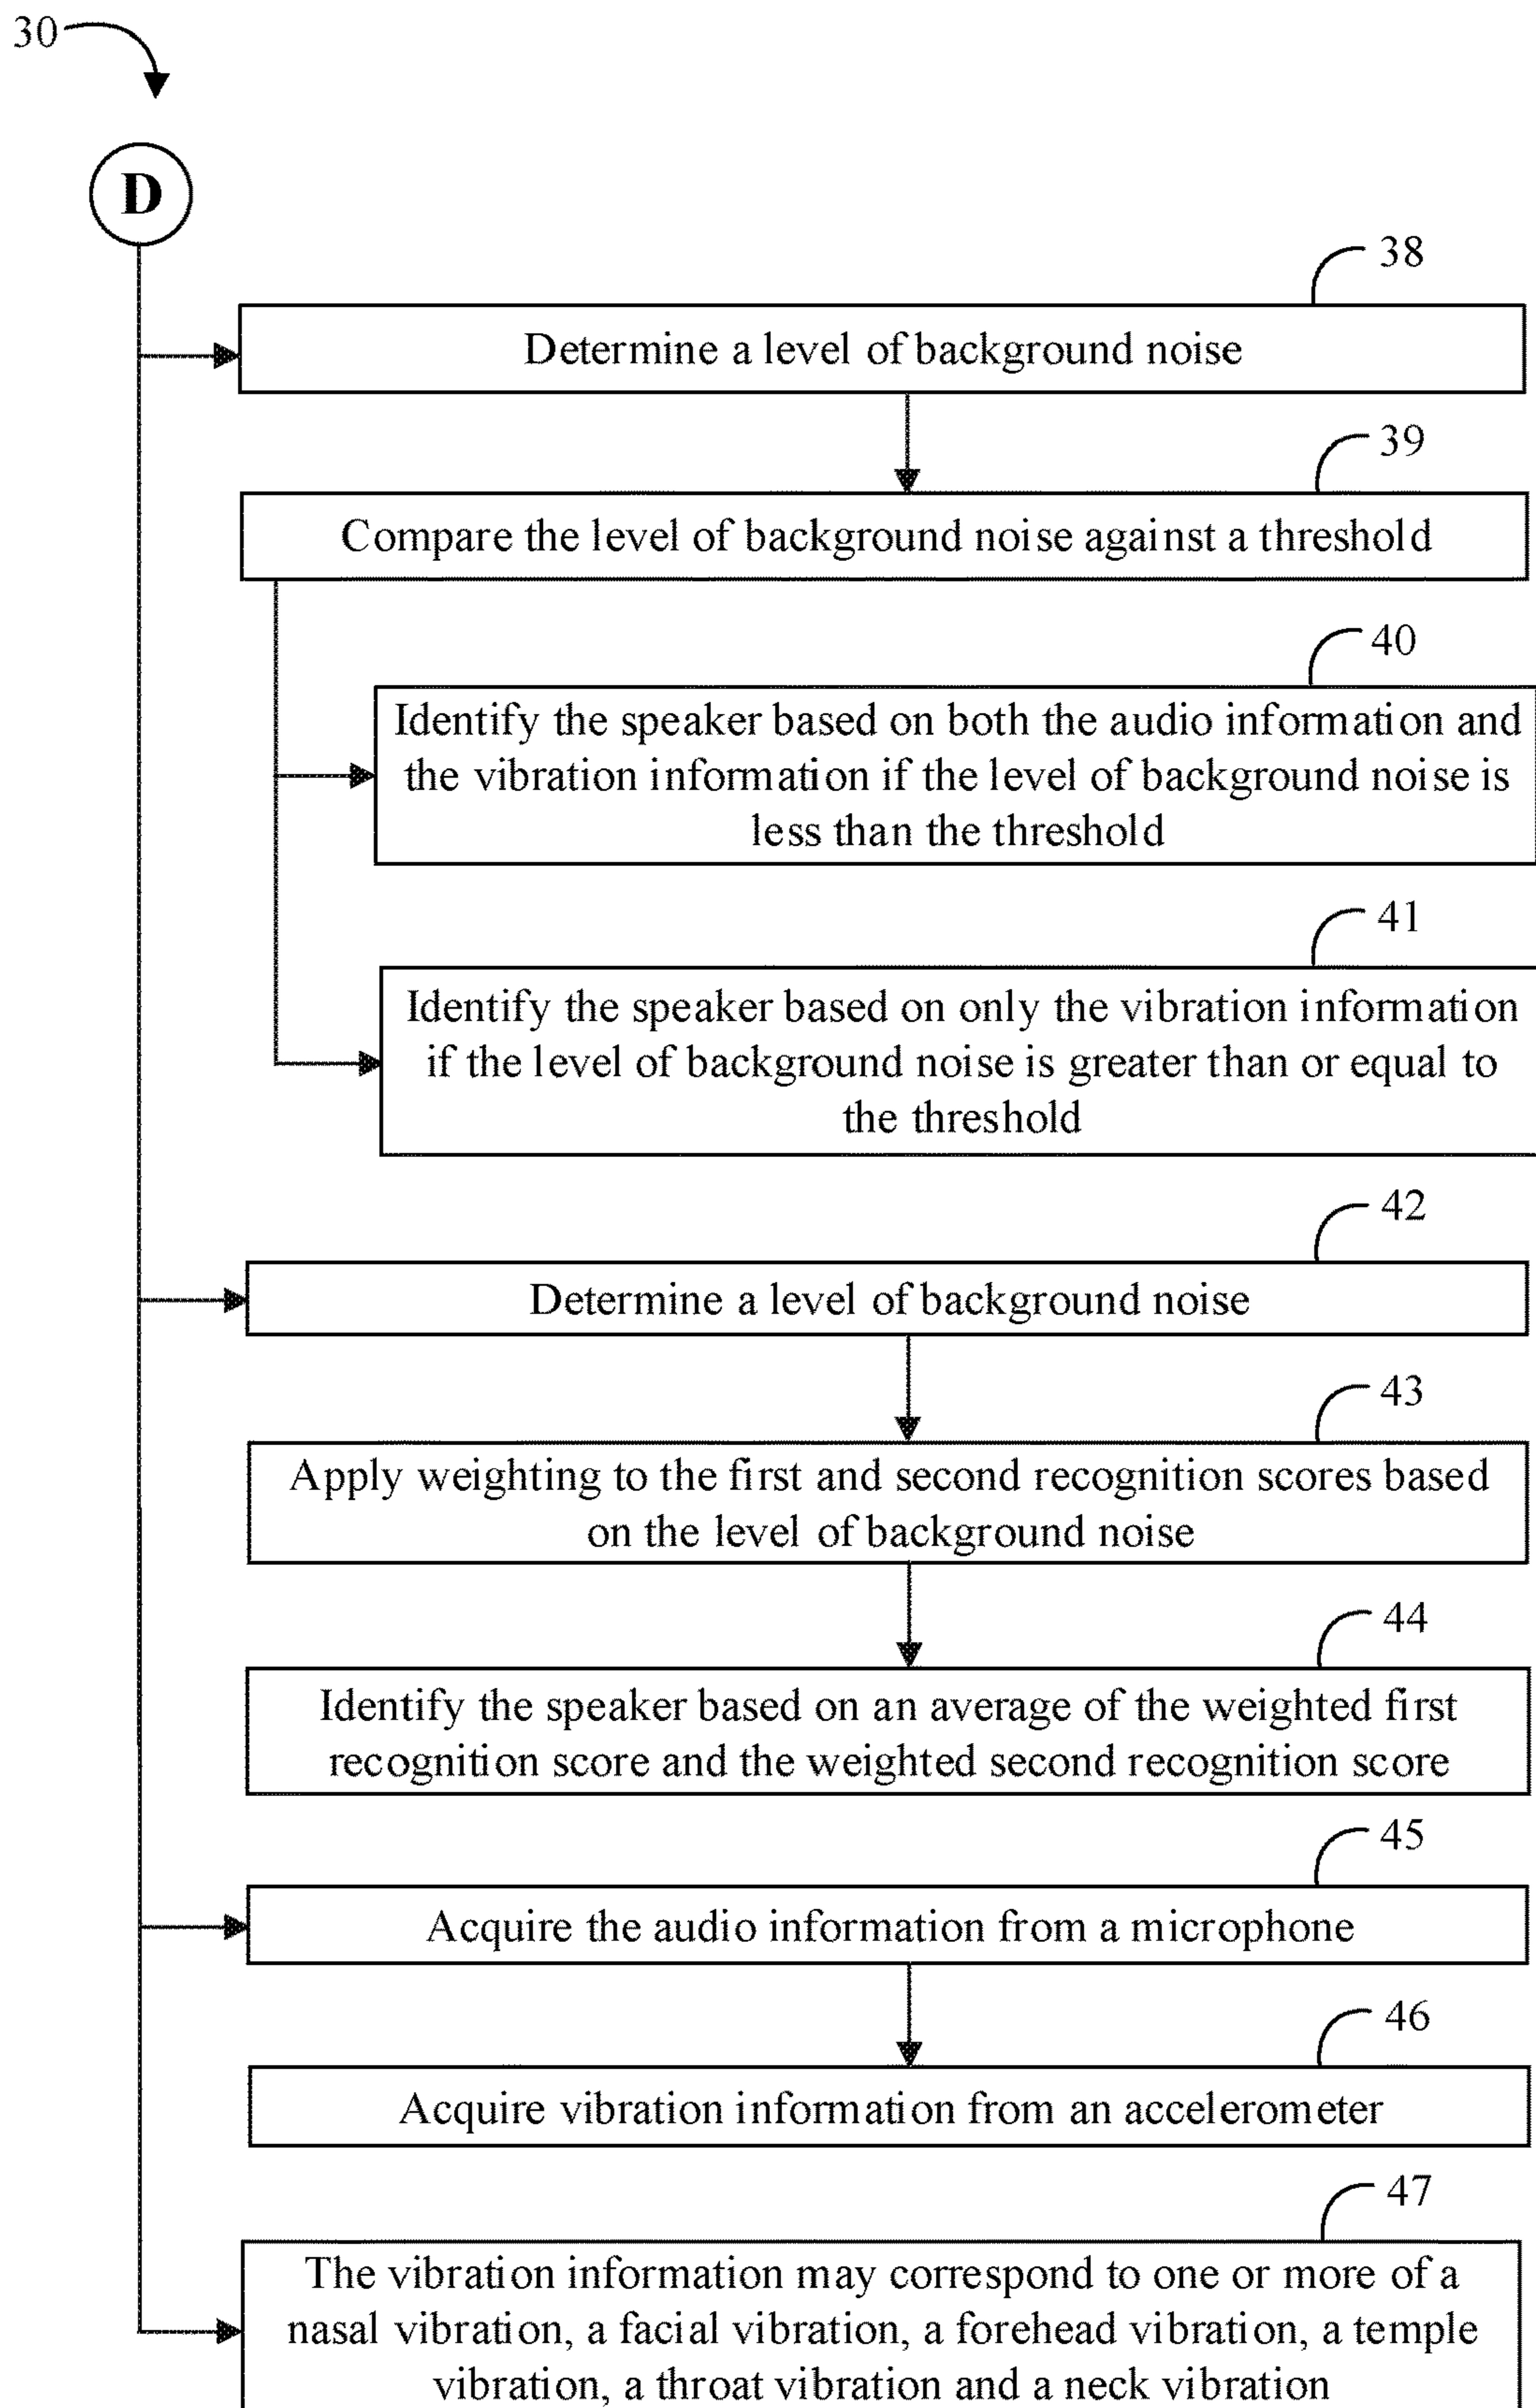 30
D
38
Determine a level of background noise
39
Compare the level of background noise against a threshold
40
Identify the speaker based on both the audio information and
the vibration information if the level of background noise is
less than the threshold
41
Identify the speaker based on only the vibration information
if the level of background noise is greater than or equal to
the threshold
42
Determine a level of background noise
43
Apply weighting to the first and second recognition scores based
on the level of background noise
44
Identify the speaker based on an average of the weighted first
recognition score and the weighted second recognition score
45
Acquire the audio information from a microphone
46
Acquire vibration information from an accelerometer
47
The vibration information may correspond to one or more of a
nasal vibration, a facial vibration, a forehead vibration, a temple
vibration, a throat vibration and a neck vibration